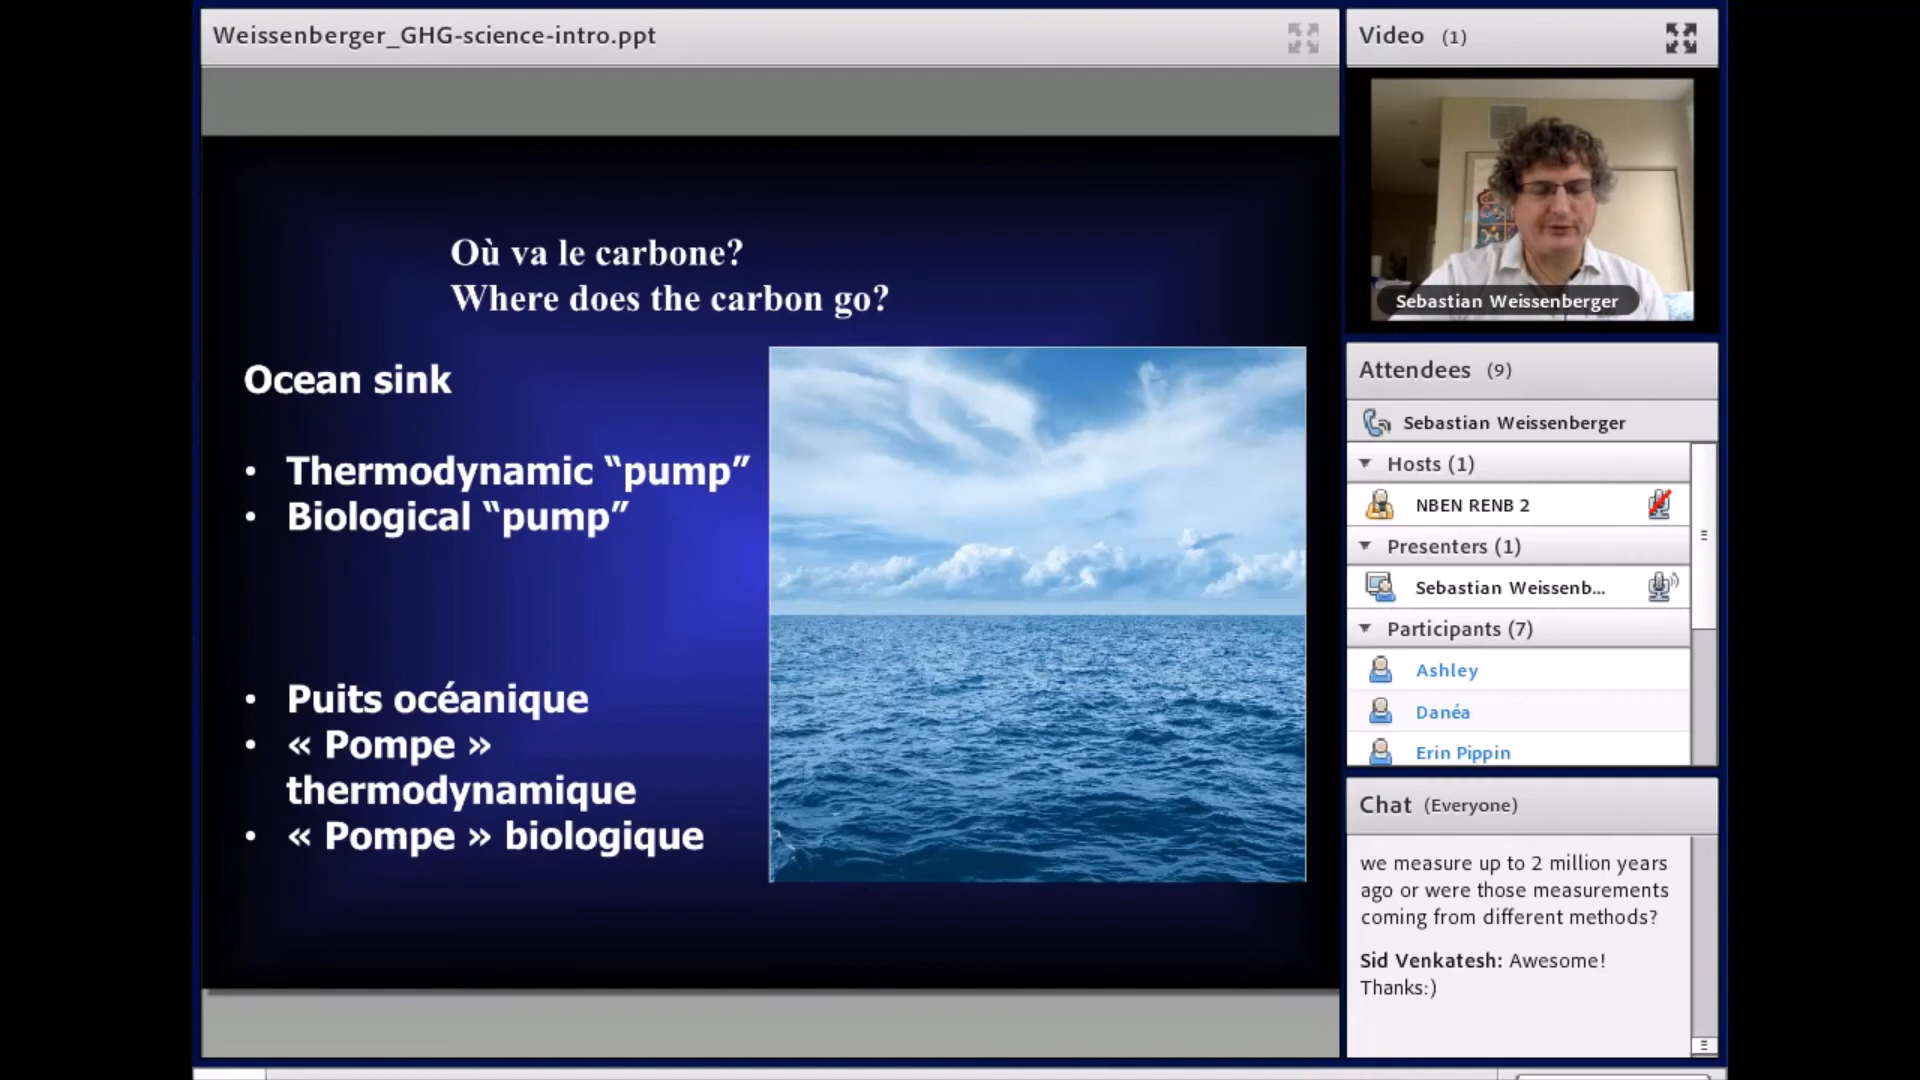 Weissenberger_GHG-science-intro.ppt
Où va le carbone?
Where does the carbon go?
Ocean sink
• Thermodynamic “pump”
• Biological “pump”
• Puits océanique
• « Pompe »
thermodynamique
• « Pompe » biologique
Video (1)
Sebastian Weissenberger
Attendees (9)
Sebastian Weissenberger
Hosts (1)
NBEN RENB 2
Presenters (1)
Sebastian Weissenb...
Participants (7)
Ashley
Danéa
Erin Pippin
Chat (Everyone)
we measure up to 2 million years
ago or were those measurements
coming from different methods?
Sid Venkatesh: Awesome!
Thanks:)